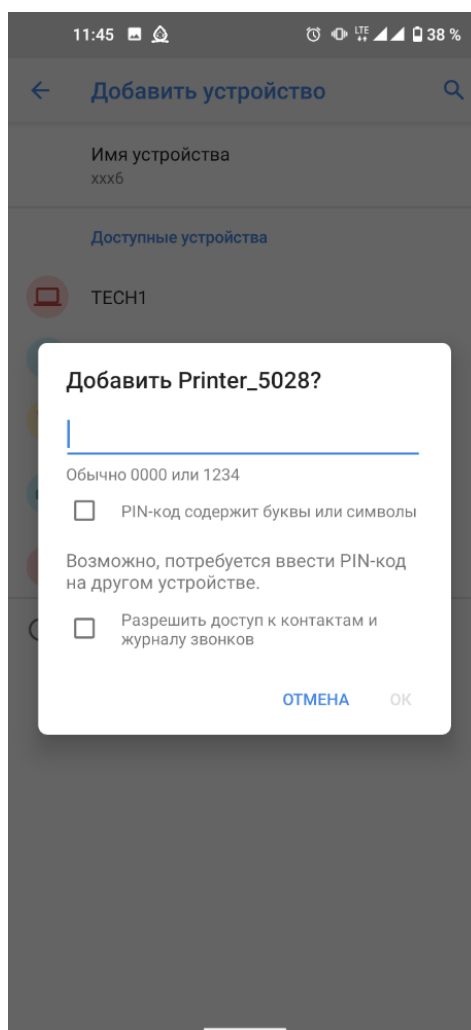 11:45
LTE
38 %
Добавить устройство
Имя устройства
xxx6
Доступные устройства
TECH1
Добавить Printer_5028?
Обычно 0000 или 1234
PIN-код содержит буквы или символы
Возможно, потребуется ввести PIN-код
на другом устройстве.
Разрешить доступ к контактам и
журналу звонков
ОТМЕНА
ОК